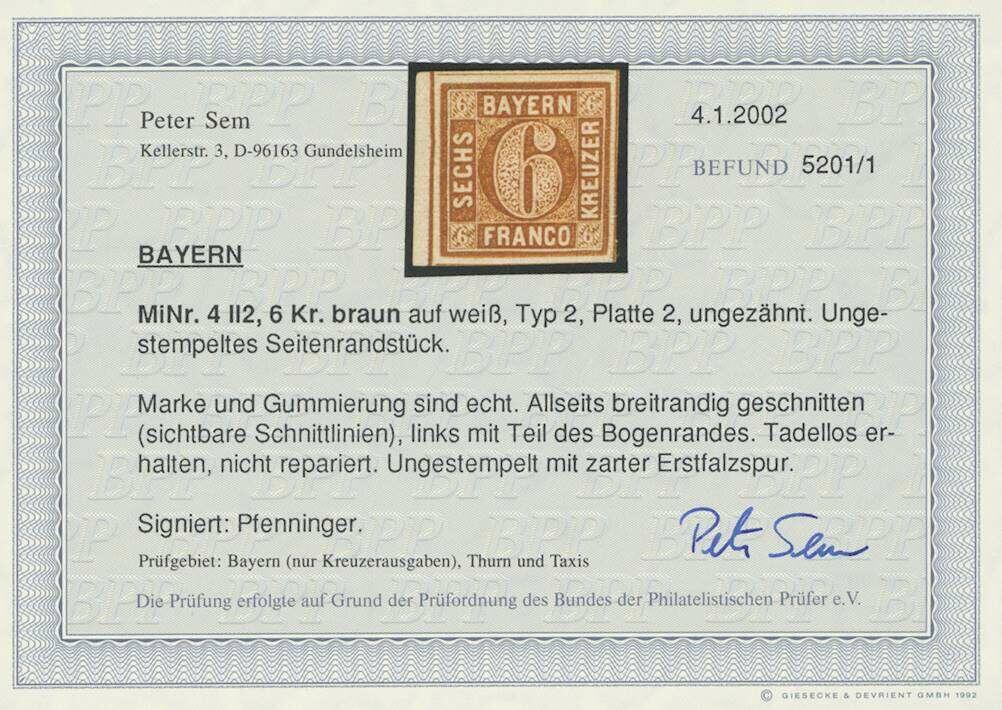 Peter Sem
Kellerstr. 3, D-96163 Gundelsheim
4.1.2002
BEFUND 5201/1
6 BAYERN 6
SECHS
6
KREUZER
6 FRANCO 6
BAYERN
MiNr. 4 II2, 6 Kr. braun auf weiß, Typ 2, Platte 2, ungezähnt. Unge-
stempeltes Seitenrandstück.
Marke und Gummierung sind echt. Allseits breitrandig geschnitten
(sichtbare Schnittlinien), links mit Teil des Bogenrandes. Tadellos er-
halten, nicht repariert. Ungestempelt mit zarter Erstfalzspur.
Signiert: Pfenninger.
Peter Sem
Prüfgebiet: Bayern (nur Kreuzerausgaben), Thurn und Taxis
Die Prüfung erfolgte auf Grund der Prüfordnung des Bundes der Philatelistischen Prüfer e.V.
© GIESECKE & DEVRIENT GMBH 1992